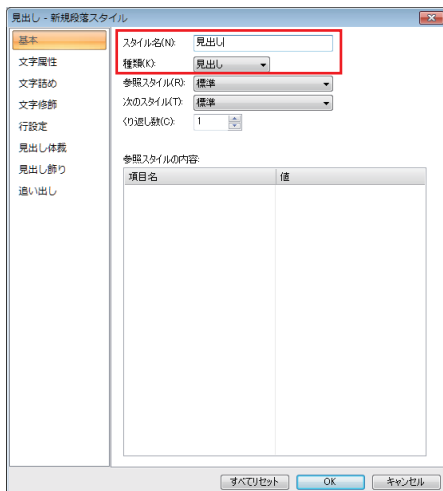 見出し - 新規段落スタイル
基本
文字属性
文字詰め
文字修飾
行設定
見出し体裁
見出し飾り
追い出し
スタイル名(N): 見出し
種類(K): 見出し
参照スタイル(R): 標準
次のスタイル(T): 標準
くり返し数(C): 1
参照スタイルの内容:
項目名 値
すべてリセット OK キャンセル